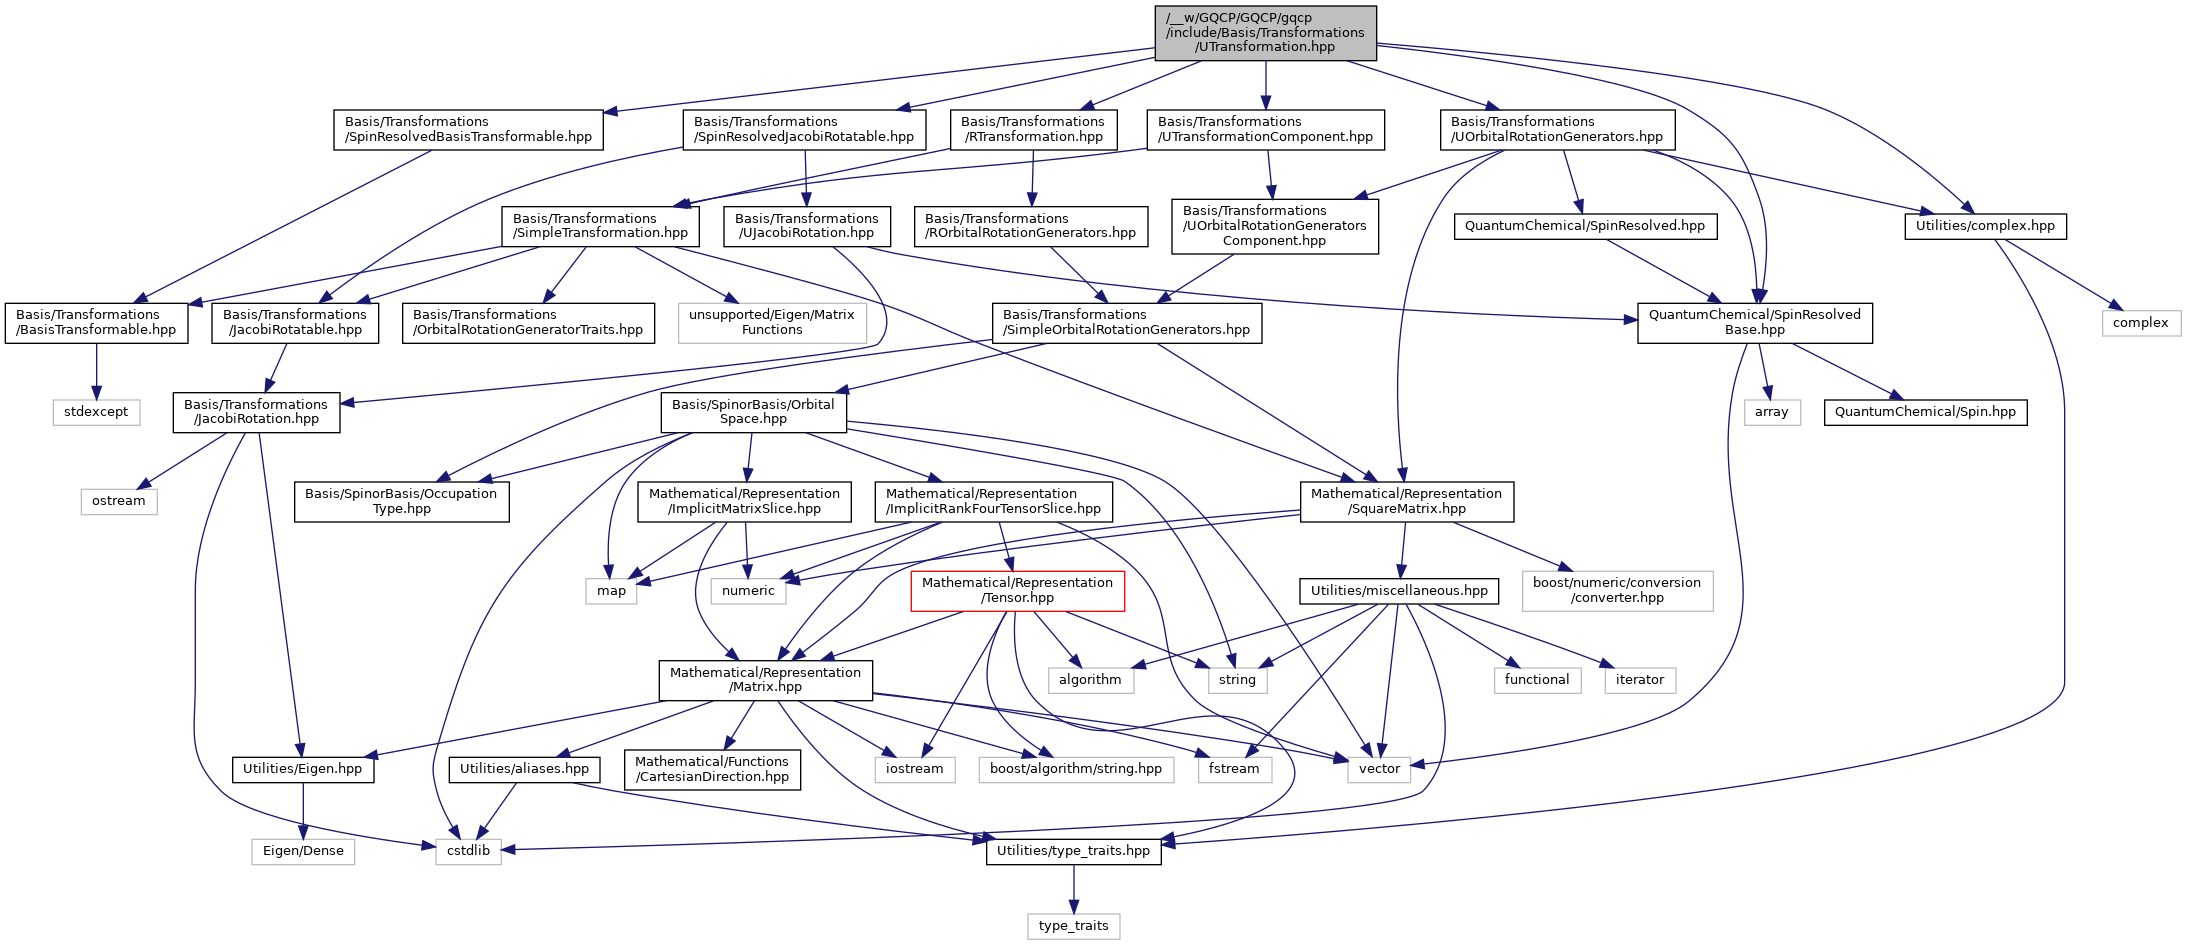 /__w/GQCP/GQCP/gqcp
/include/Basis/Transformations
/UTransformation.hpp
Basis/Transformations
/SpinResolvedBasisTransformable.hpp
Basis/Transformations
/SpinResolvedJacobiRotatable.hpp
Basis/Transformations
/RTransformation.hpp
Basis/Transformations
/UTransformationComponent.hpp
Basis/Transformations
/UOrbitalRotationGenerators.hpp
Basis/Transformations
/SimpleTransformation.hpp
Basis/Transformations
/UJacobiRotation.hpp
Basis/Transformations
/ROrbitalRotationGenerators.hpp
Basis/Transformations
/UOrbitalRotationGenerators
Component.hpp
QuantumChemical/SpinResolved.hpp
Utilities/complex.hpp
Basis/Transformations
/BasisTransformable.hpp
Basis/Transformations
/JacobiRotatable.hpp
Basis/Transformations
/OrbitalRotationGeneratorTraits.hpp
unsupported/Eigen/Matrix
Functions
Basis/Transformations
/SimpleOrbitalRotationGenerators.hpp
QuantumChemical/SpinResolved
Base.hpp
complex
stdexcept
Basis/Transformations
/JacobiRotation.hpp
Basis/SpinorBasis/Orbital
Space.hpp
array
QuantumChemical/Spin.hpp
ostream
Basis/SpinorBasis/Occupation
Type.hpp
Mathematical/Representation
/ImplicitMatrixSlice.hpp
Mathematical/Representation
/ImplicitRankFourTensorSlice.hpp
Mathematical/Representation
/SquareMatrix.hpp
map
numeric
Mathematical/Representation
/Tensor.hpp
Utilities/miscellaneous.hpp
boost/numeric/conversion
/converter.hpp
Mathematical/Representation
/Matrix.hpp
algorithm
string
functional
iterator
Utilities/Eigen.hpp
Utilities/aliases.hpp
Mathematical/Functions
/CartesianDirection.hpp
iostream
boost/algorithm/string.hpp
fstream
vector
Eigen/Dense
cstdlib
Utilities/type_traits.hpp
type_traits